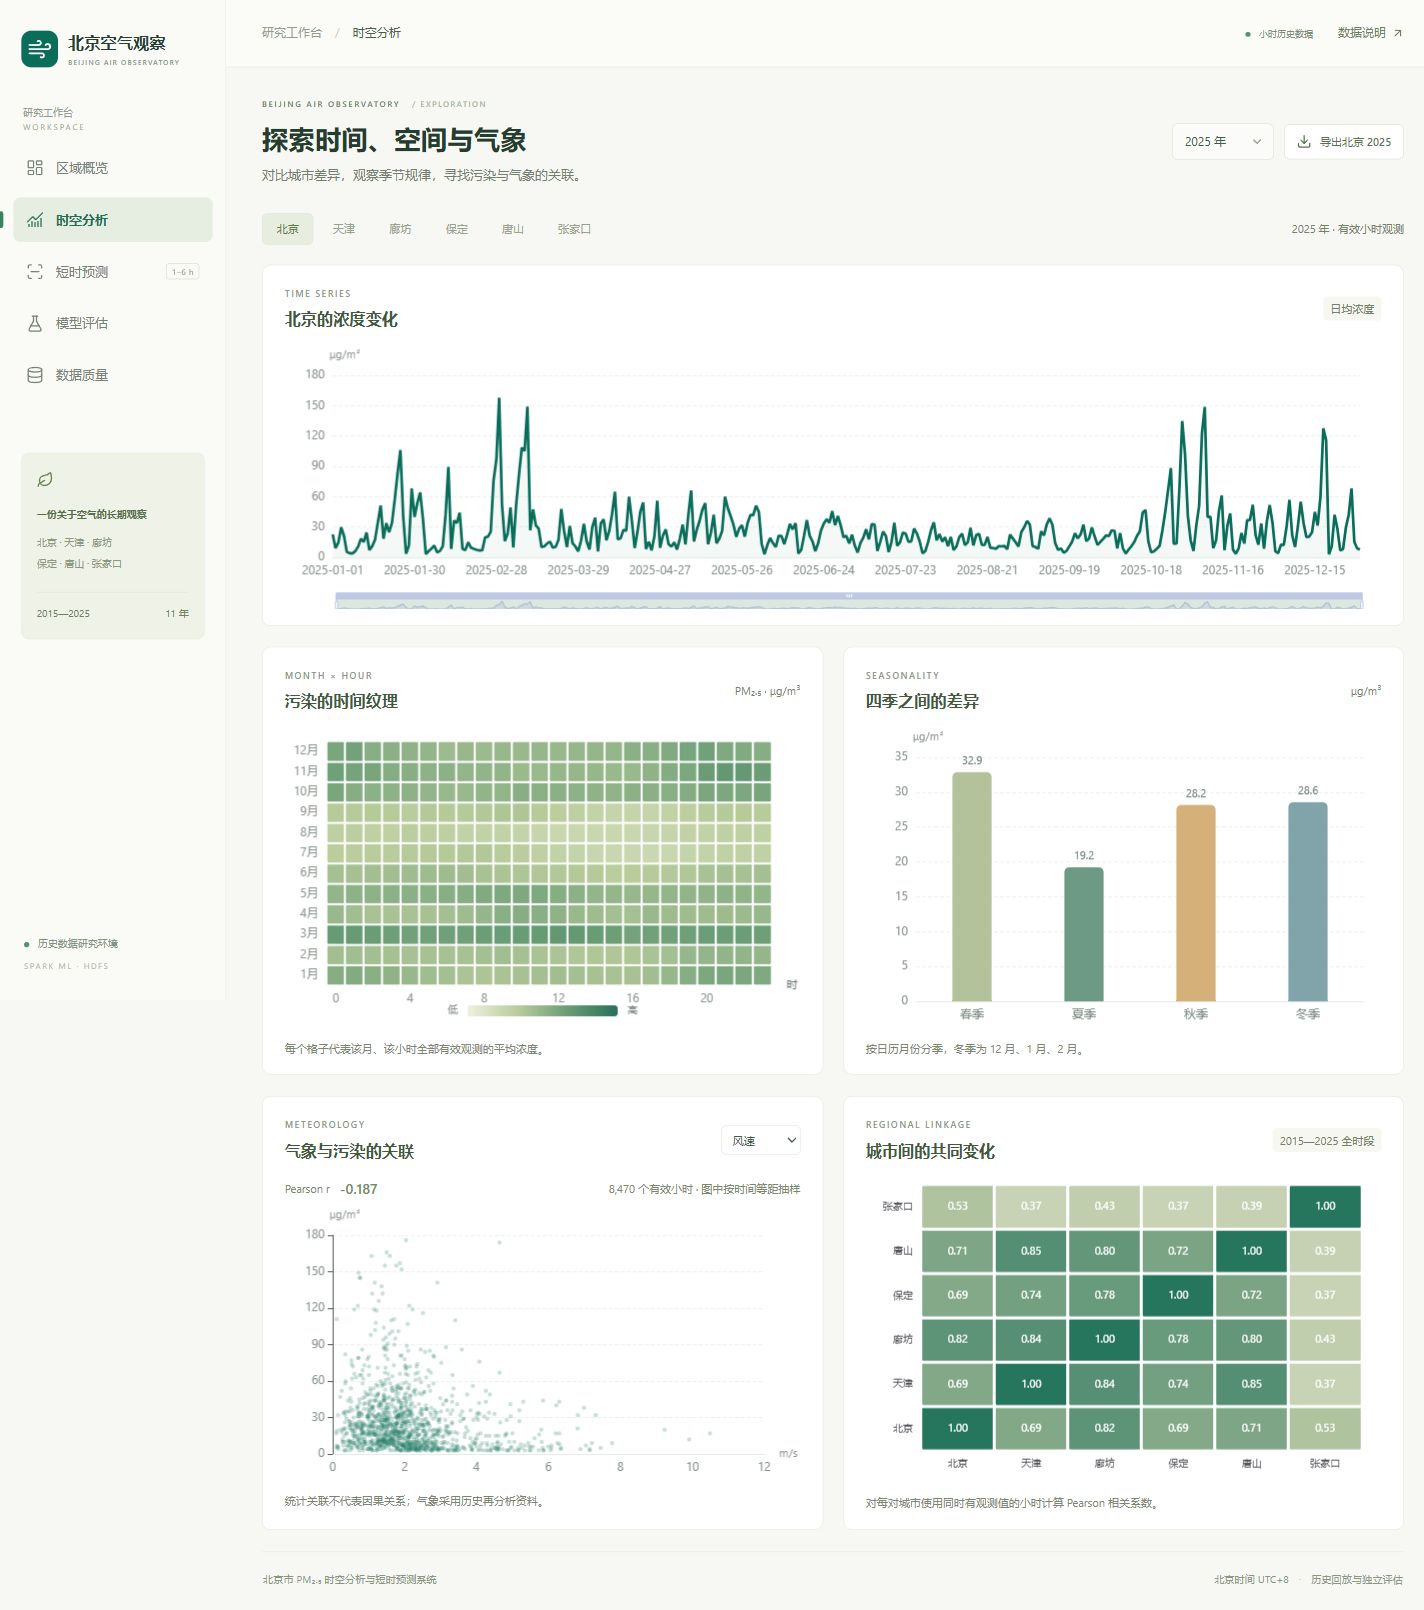 北京空气观察
BEIJING AIR OBSERVATORY
研究工作台
WORKSPACE
区域概览
时空分析
短时预测 1–6 h
模型评估
数据质量
一份关于空气的长期观察
北京 · 天津 · 廊坊
保定 · 唐山 · 张家口
2015—2025 11 年
历史数据研究环境
SPARK ML · HDFS
研究工作台 / 时空分析
小时历史数据 数据说明
BEIJING AIR OBSERVATORY / EXPLORATION
探索时间、空间与气象
对比城市差异，观察季节规律，寻找污染与气象的关联。
2025 年 导出北京 2025
北京 天津 廊坊 保定 唐山 张家口
2025 年 · 有效小时观测
TIME SERIES
北京的浓度变化
日均浓度
μg/m³
180
150
120
90
60
30
0
2025-01-01 2025-01-30 2025-02-28 2025-03-29 2025-04-27 2025-05-26 2025-06-24 2025-07-23 2025-08-21 2025-09-19 2025-10-18 2025-11-16 2025-12-15
MONTH × HOUR
污染的时间纹理
PM₂.₅ · μg/m³
12月
11月
10月
9月
8月
7月
6月
5月
4月
3月
2月
1月
0 4 8 12 16 20 时
低 高
每个格子代表该月、该小时全部有效观测的平均浓度。
SEASONALITY
四季之间的差异
μg/m³
μg/m³
35
30
25
20
15
10
5
0
32.9
19.2
28.2
28.6
春季 夏季 秋季 冬季
按日历月份分季，冬季为 12 月、1 月、2 月。
METEOROLOGY
气象与污染的关联
风速
Pearson r -0.187
8,470 个有效小时 · 图中按时间等距抽样
μg/m³
180
150
120
90
60
30
0
0 2 4 6 8 10 12 m/s
统计关联不代表因果关系；气象采用历史再分析资料。
REGIONAL LINKAGE
城市间的共同变化
2015—2025 全时段
张家口 0.53 0.37 0.43 0.37 0.39 1.00
唐山 0.71 0.85 0.80 0.72 1.00 0.39
保定 0.69 0.74 0.78 1.00 0.72 0.37
廊坊 0.82 0.84 1.00 0.78 0.80 0.43
天津 0.69 1.00 0.84 0.74 0.85 0.37
北京 1.00 0.69 0.82 0.69 0.71 0.53
北京 天津 廊坊 保定 唐山 张家口
对每对城市使用同时有观测值的小时计算 Pearson 相关系数。
北京市 PM₂.₅ 时空分析与短时预测系统
北京时间 UTC+8 · 历史回放与独立评估